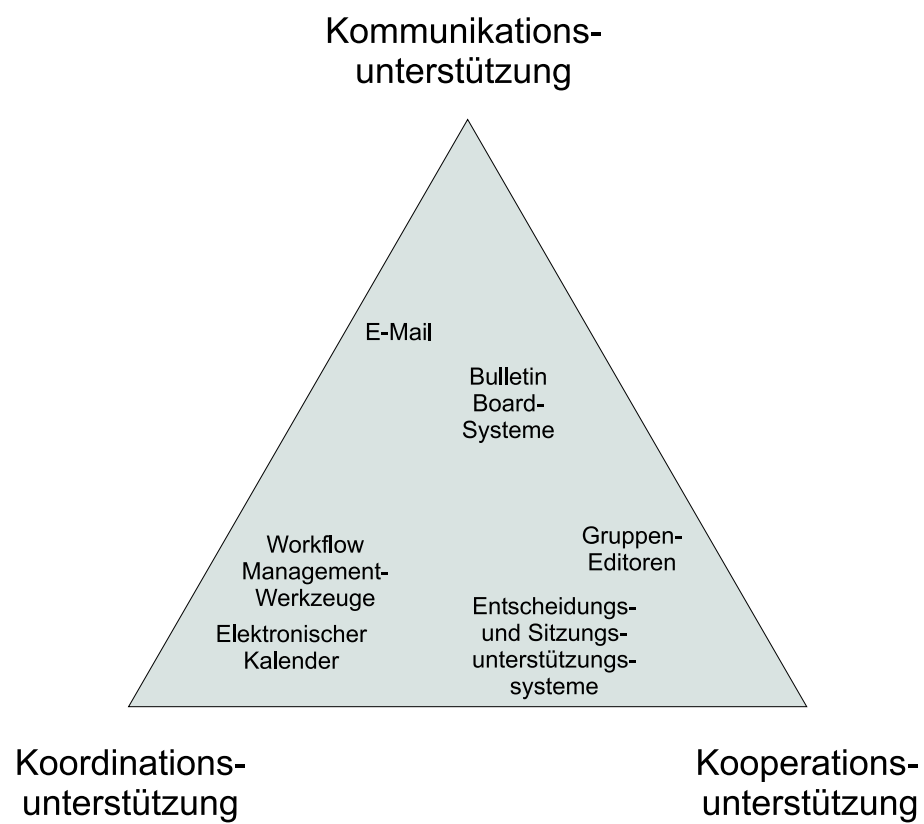 Kommunikations-
unterstützung
E-Mail
Bulletin
Board-
Systeme
Workflow
Management-
Werkzeuge
Elektronischer
Kalender
Gruppen-
Editoren
Entscheidungs-
und Sitzungs-
unterstützungs-
systeme
Koordinations-
unterstützung
Kooperations-
unterstützung